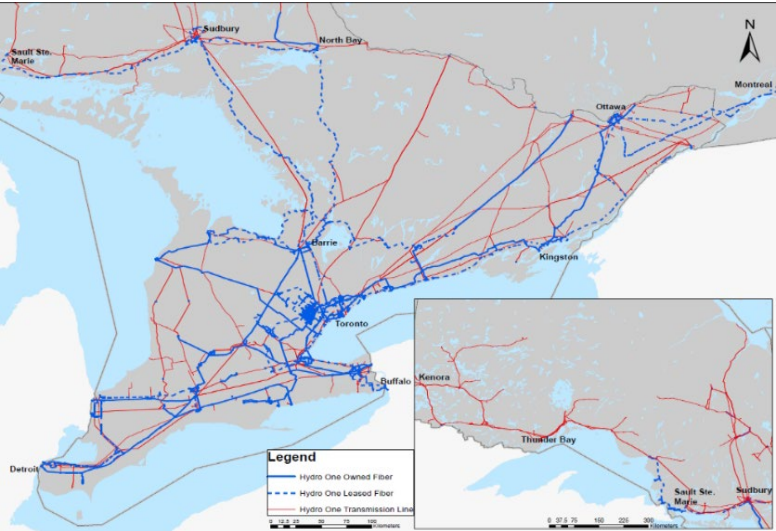 Sudbury
North Bay
Sault Ste.
Marie
N
Montreal
Ottawa
Barrie
Kingston
Toronto
Buffalo
Detroit
Legend
Hydro One Owned Fiber
Hydro One Leased Fiber
Hydro One Transmission Line
0 12.5 25 50 75 100
Kilometers
Kenora
Thunder Bay
Sault Ste.
Marie
Sudbury
0 37.5 75 150 225 300
Kilometers